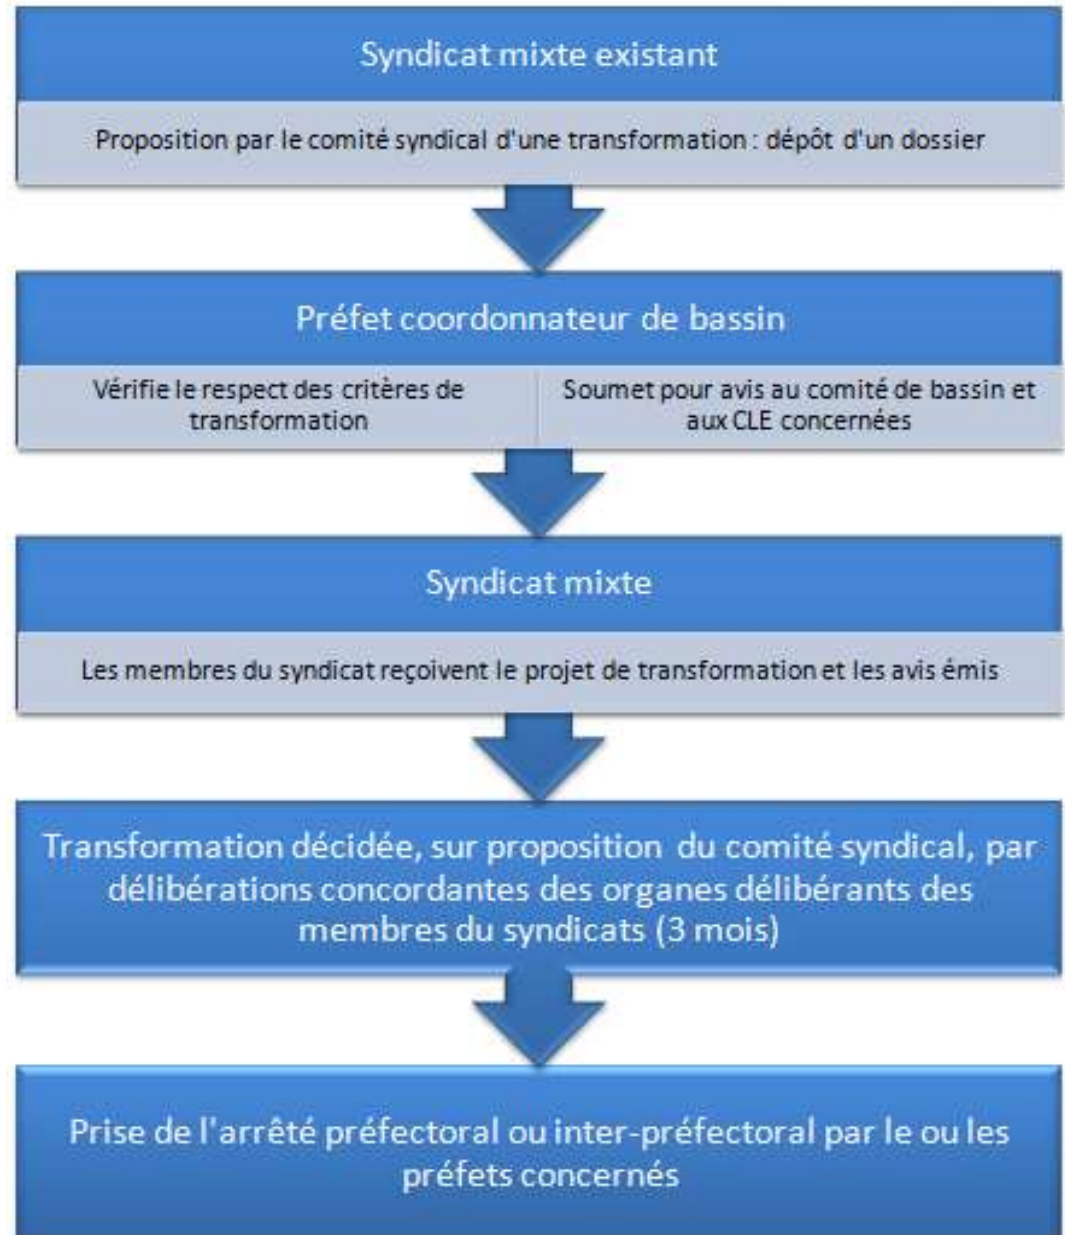 Syndicat mixte existant
Proposition par le comité syndical d'une transformation : dépôt d'un dossier
Préfet coordonnateur de bassin
Vérifie le respect des critères de
transformation
Soumet pour avis au comité de bassin et
aux CLE concernées
Syndicat mixte
Les membres du syndicat reçoivent le projet de transformation et les avis émis
Transformation décidée, sur proposition du comité syndical, par
délibérations concordantes des organes délibérants des
membres du syndicats (3 mois)
Prise de l'arrêté préfectoral ou inter-préfectoral par le ou les
préfets concernés